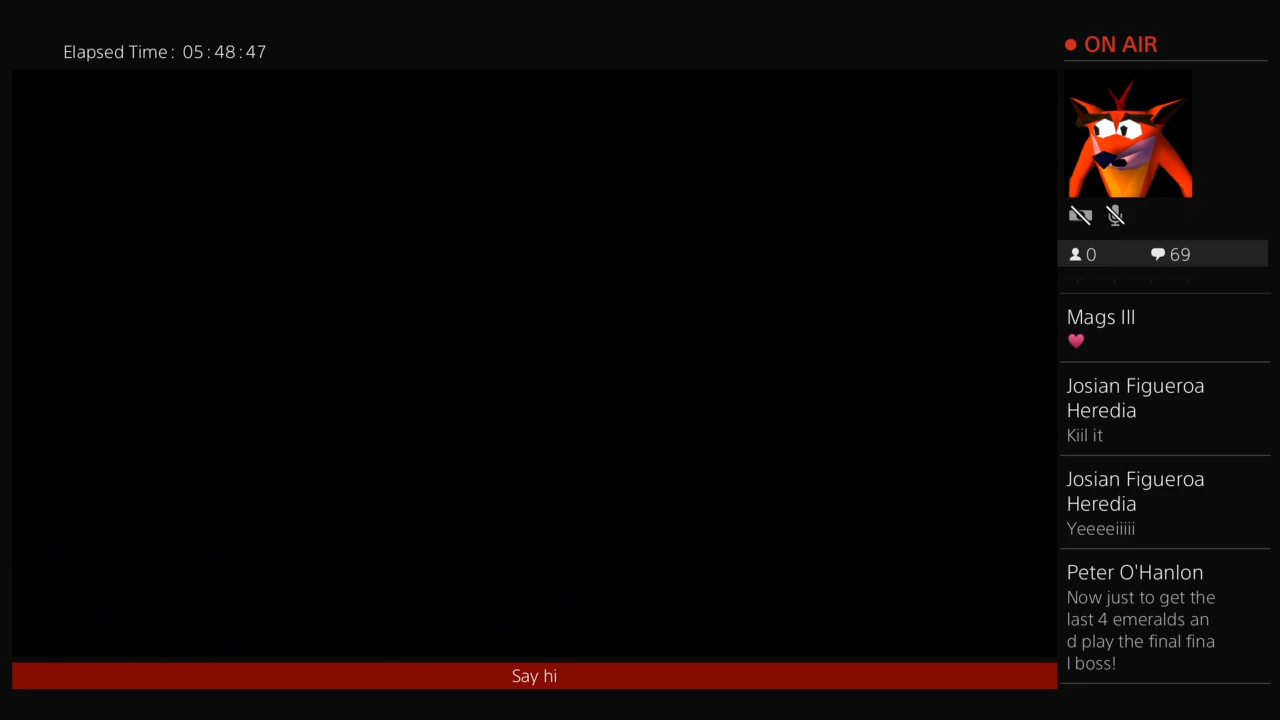 Elapsed Time: 05:48:47
ON AIR
0 69
Mags III
Josian Figueroa
Heredia
Kiil it
Josian Figueroa
Heredia
Yeeeeiiiii
Peter O'Hanlon
Now just to get the
last 4 emeralds an
d play the final fina
l boss!
Say hi